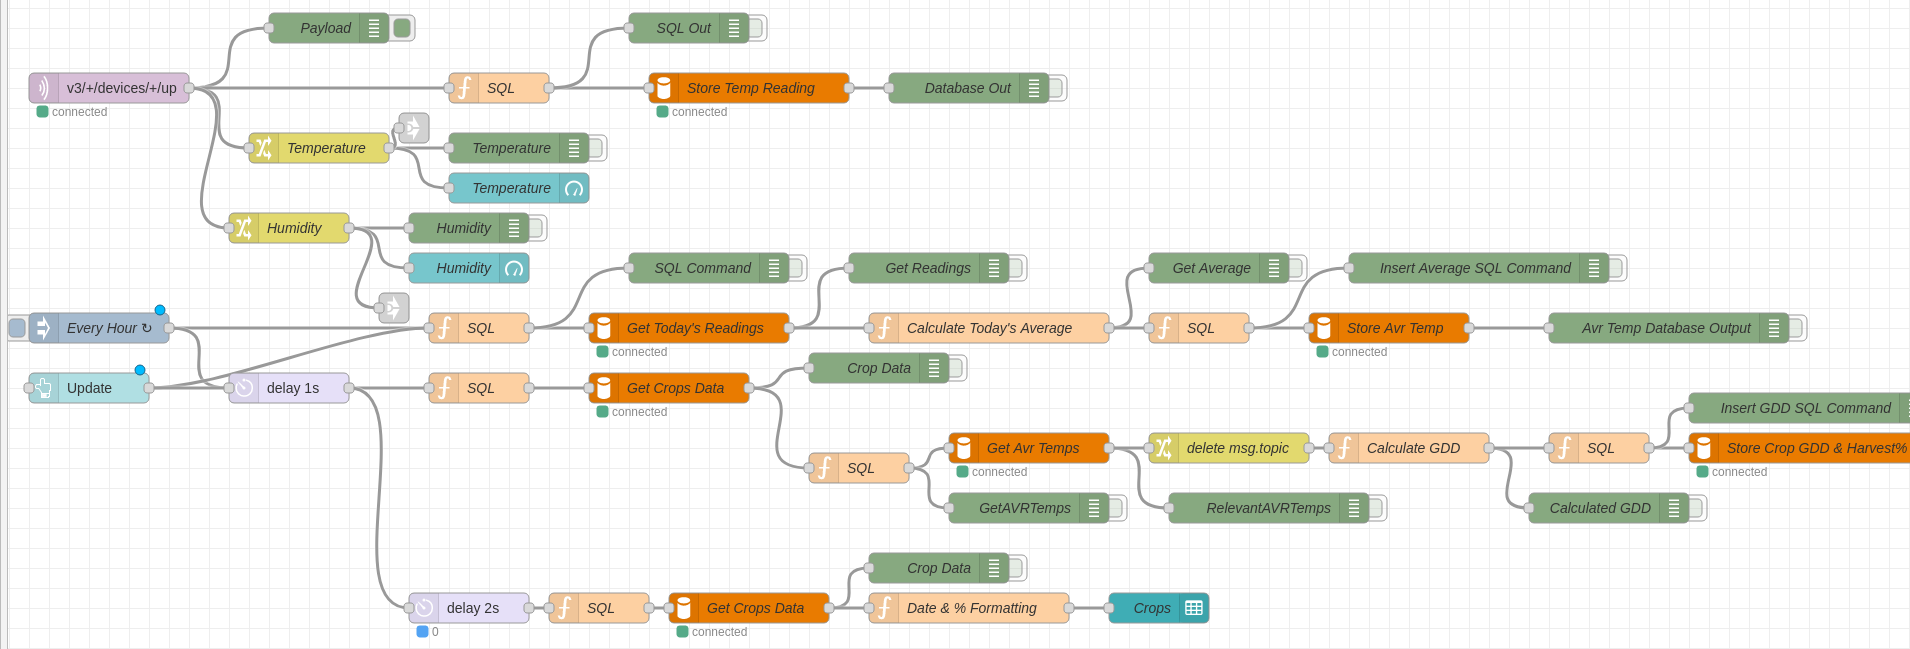 Payload
SQL Out
v3/+/devices/+/up
SQL
Store Temp Reading
Database Out
connected
connected
Temperature
Temperature
Temperature
Humidity
Humidity
Humidity
SQL Command
Get Readings
Get Average
Insert Average SQL Command
Every Hour ↻
SQL
Get Today's Readings
Calculate Today's Average
SQL
Store Avr Temp
Avr Temp Database Output
connected
connected
Crop Data
Update
delay 1s
SQL
Get Crops Data
connected
Insert GDD SQL Command
Get Avr Temps
delete msg.topic
Calculate GDD
SQL
Store Crop GDD & Harvest%
SQL
connected
connected
GetAVRTemps
RelevantAVRTemps
Calculated GDD
Crop Data
delay 2s
SQL
Get Crops Data
Date & % Formatting
Crops
0
connected